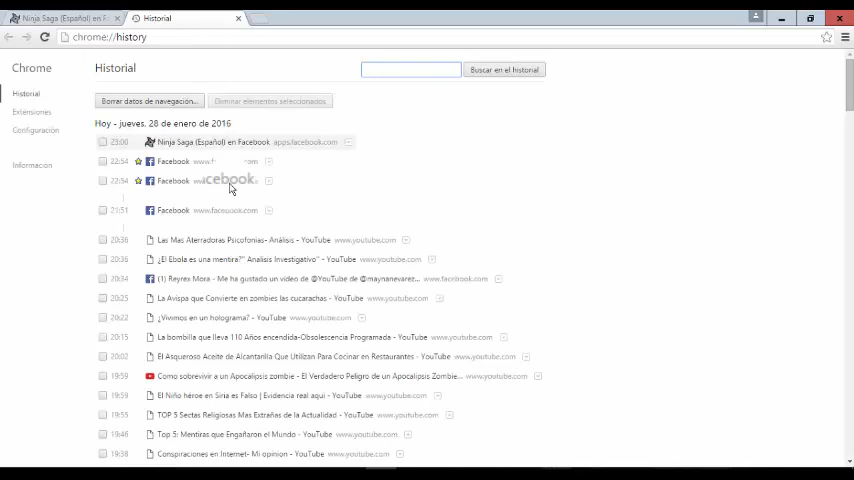 Ninja Saga (Español) en F
Historial
chrome://history
Chrome
Historial
Buscar en el historial
Historial
Extensiones
Configuración
Informacion
Borrar datos de navegación...
Eliminar elementos seleccionados
Hoy - jueves, 28 de enero de 2016
23:00 Ninja Saga (Español) en Facebook apps.facebook.com
22:54 Facebook
22:54 Facebook cebook.
21:51 Facebook www.facebook.com
20:36 Las Mas Aterradoras Psicofonias- Análisis - YouTube www.youtube.com
20:36 ¿El Ebola es una mentira?" Analisis Investigativo" - YouTube www.youtube.com
20:34 (1) Reyrex Mora - Me ha gustado un video de @YouTube de @maynanevarez... www.facebook.com
20:25 La Avispa que Convierte en zombies las cucarachas - YouTube www.youtube.com
20:22 ¿Vivimos en un holograma? - YouTube www.youtube.com
20:15 La bombilla que lleva 110 Años encendida-Obsolescencia Programada - YouTube www.youtube.com
20:02 El Asqueroso Aceite de Alcantarilla Que Utilizan Para Cocinar en Restaurantes - YouTube www.youtube.com
19:59 Como sobrevivir a un Apocalipsis zombie - El Verdadero Peligro de un Apocalipsis Zombie... www.youtube.com
19:59 El Niño héroe en Siria es Falso | Evidencia real aqui - YouTube www.youtube.com
19:55 TOP 5 Sectas Religiosas Mas Extrañas de la Actualidad - YouTube www.youtube.com
19:46 Top 5: Mentiras que Engañaron el Mundo - YouTube www.youtube.com
19:38 Conspiraciones en Internet- Mi opinion - YouTube www.youtube.com